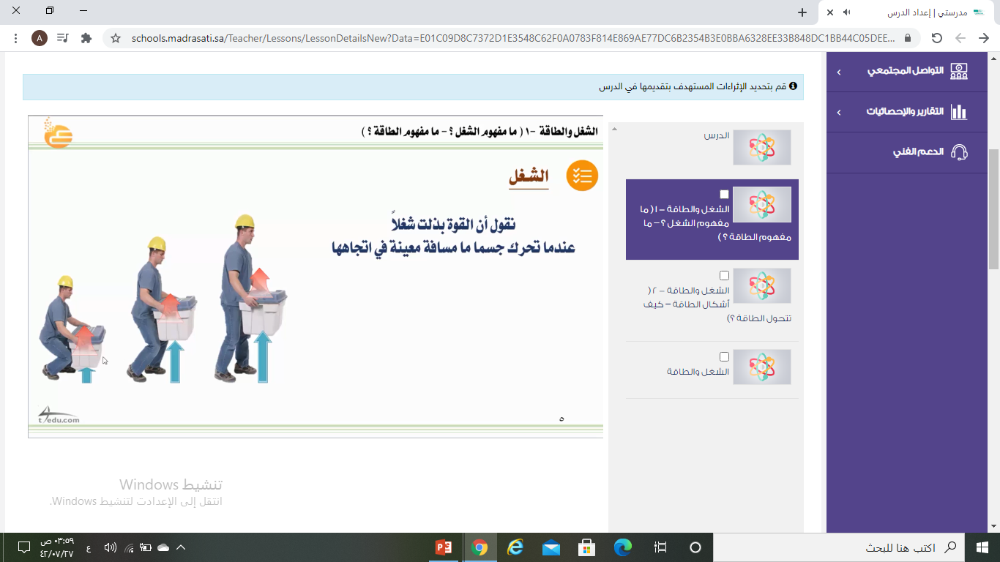 مدرستي | إعداد الدرس
schools.madrasati.sa/Teacher/Lessons/LessonDetailsNew?Data=E01C09D8C7372D1E3548C62F0A0783F814E869AE77DC6B2354B3E0BBA6328EE33B848DC1BB44C05DEE...
A
التواصل المجتمعي
التقارير والإحصائيات
الدعم الفني
قم بتحديد الإثراءات المستهدف بتقديمها في الدرس
الدرس
الشغل والطاقة -١( ما
مفهوم الشغل ؟ – ما
مفهوم الطاقة ؟ )
الشغل والطاقة - ٢ (
أشكال الطاقة – كيف
تتحول الطاقة ؟)
الشغل والطاقة
الشغل والطاقة -١ ( ما مفهوم الشغل ؟ - ما مفهوم الطاقة ؟ )
الشغل
نقول أن القوة بذلت شغلاً
عندما تحرك جسما ما مسافة معينة في اتجاهها
t4edu.com
٥
تنشيط Windows
انتقل إلى الإعدادات لتنشيط Windows.
اكتب هنا للبحث
ع
٠٣:٥٩ ص
٤٢/٠٧/٢٧